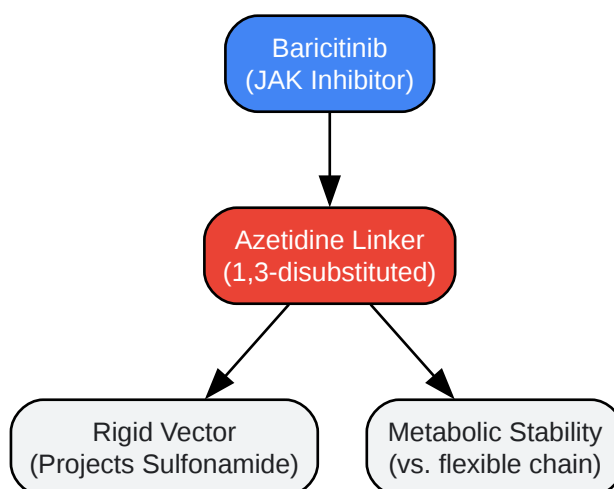 Baricitinib
(JAK Inhibitor)
Azetidine Linker
(1,3-disubstituted)
Rigid Vector
(Projects Sulfonamide)
Metabolic Stability
(vs. flexible chain)